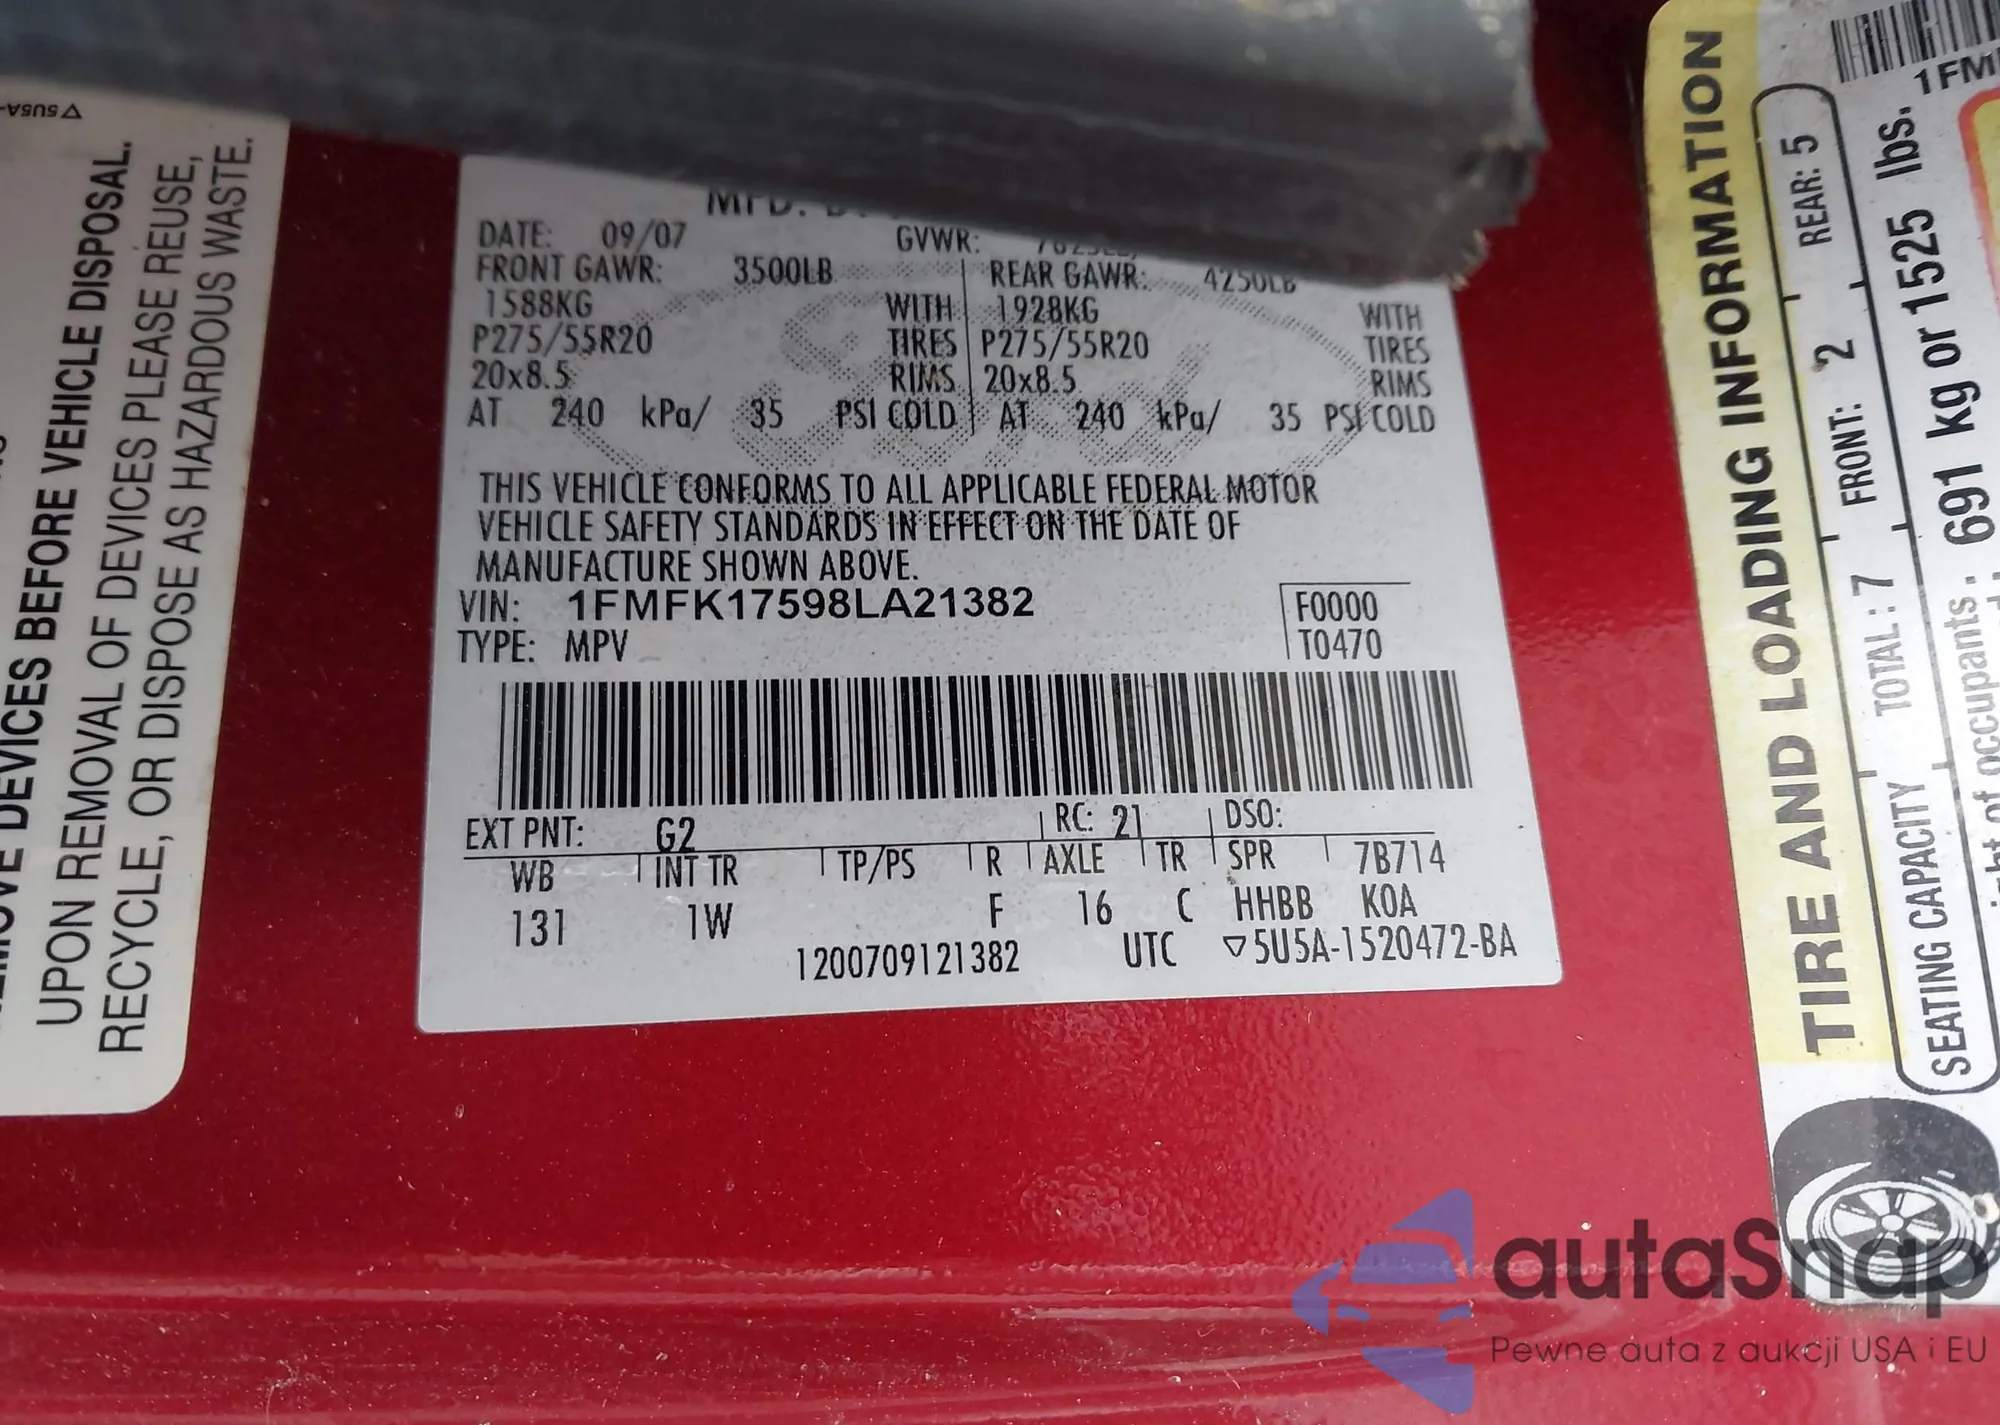 ▽5U5A-
REMOVE DEVICES BEFORE VEHICLE DISPOSAL.
UPON REMOVAL OF DEVICES PLEASE REUSE,
RECYCLE, OR DISPOSE AS HAZARDOUS WASTE.
DATE: 09/07 GVWR:
FRONT GAWR: 3500LB REAR GAWR: 4250LB
1588KG WITH 1928KG WITH
P275/55R20 TIRES P275/55R20 TIRES
20x8.5 RIMS 20x8.5 RIMS
AT 240 kPa/ 35 PSI COLD AT 240 kPa/ 35 PSI COLD
THIS VEHICLE CONFORMS TO ALL APPLICABLE FEDERAL MOTOR
VEHICLE SAFETY STANDARDS IN EFFECT ON THE DATE OF
MANUFACTURE SHOWN ABOVE.
VIN: 1FMFK17598LA21382 F0000
TYPE: MPV T0470
EXT PNT: G2 RC: 21 DSO:
WB INT TR TP/PS R AXLE TR SPR 7B714
131 1W F 16 C HHBB KOA
1200709121382 UTC ▽5U5A-1520472-BA
TIRE AND LOADING INFORMATION
SEATING CAPACITY TOTAL: 7 FRONT: 2 REAR: 5
occupants 691 kg or 1525 lbs.
1FM
autaSnap
Pewne auta z aukcji USA i EU